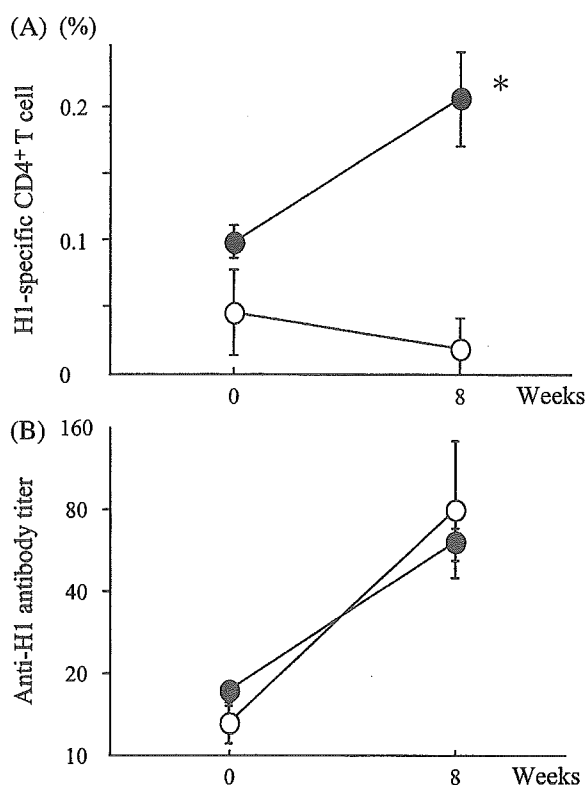 (A) (%)
H1-specific CD4+ T cell
0.2
*
0.1
0
0 8 Weeks
(B) 160
Anti-H1 antibody titer
80
40
20
10
0 8 Weeks